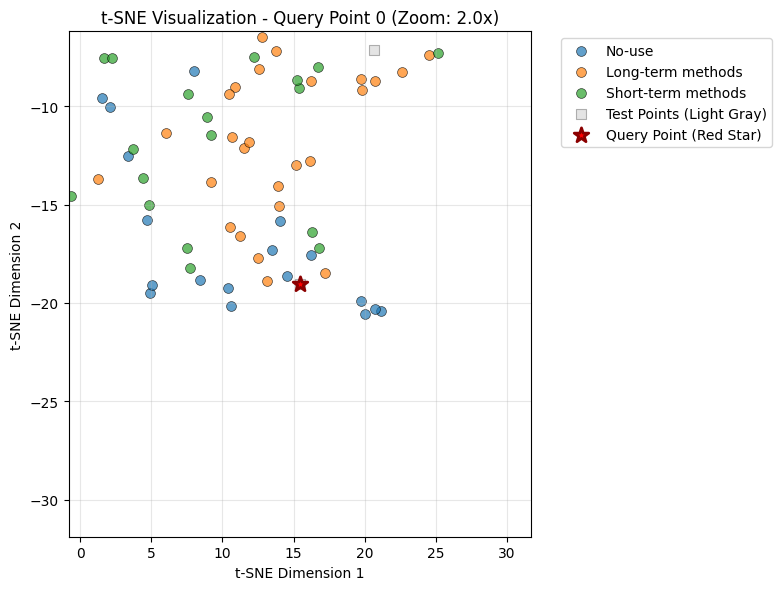 t-SNE Visualization - Query Point 0 (Zoom: 2.0x)
No-use
Long-term methods
Short-term methods
Test Points (Light Gray)
Query Point (Red Star)
t-SNE Dimension 2
−10
−15
−20
−25
−30
0 5 10 15 20 25 30
t-SNE Dimension 1